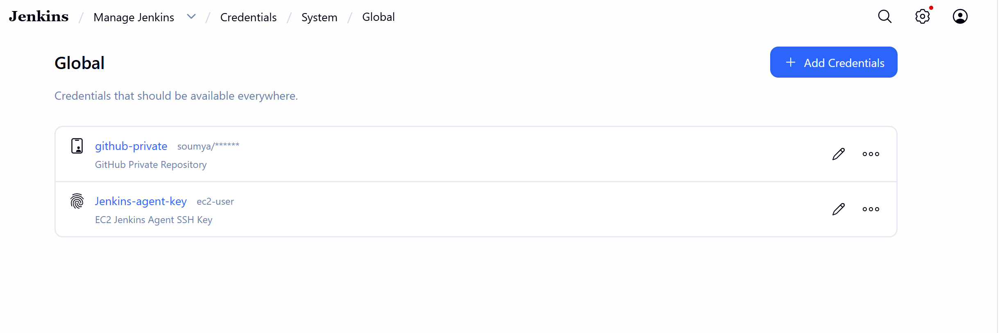 Jenkins / Manage Jenkins / Credentials / System / Global
Global
+ Add Credentials
Credentials that should be available everywhere.
github-private soumya/******
GitHub Private Repository
Jenkins-agent-key ec2-user
EC2 Jenkins Agent SSH Key